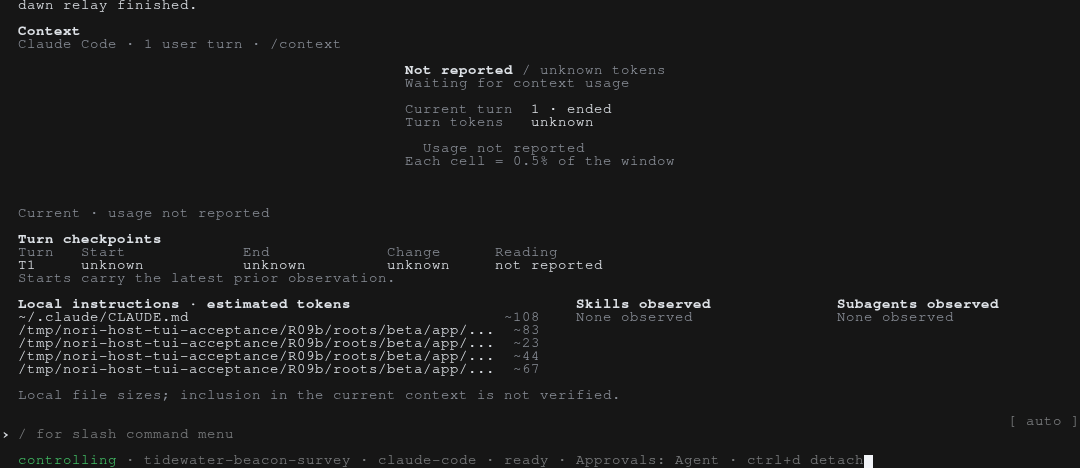 dawn relay finished.
Context
Claude Code · 1 user turn · /context
Not reported / unknown tokens
Waiting for context usage
Current turn 1 · ended
Turn tokens unknown
Usage not reported
Each cell = 0.5% of the window
Current · usage not reported
Turn checkpoints
Turn Start End Change Reading
T1 unknown unknown unknown not reported
Starts carry the latest prior observation.
Local instructions · estimated tokens Skills observed Subagents observed
~/.claude/CLAUDE.md ~108 None observed None observed
/tmp/nori-host-tui-acceptance/R09b/roots/beta/app/... ~83
/tmp/nori-host-tui-acceptance/R09b/roots/beta/app/... ~23
/tmp/nori-host-tui-acceptance/R09b/roots/beta/app/... ~44
/tmp/nori-host-tui-acceptance/R09b/roots/beta/app/... ~67
Local file sizes; inclusion in the current context is not verified.
[ auto ]
› / for slash command menu
controlling · tidewater-beacon-survey · claude-code · ready · Approvals: Agent · ctrl+d detach